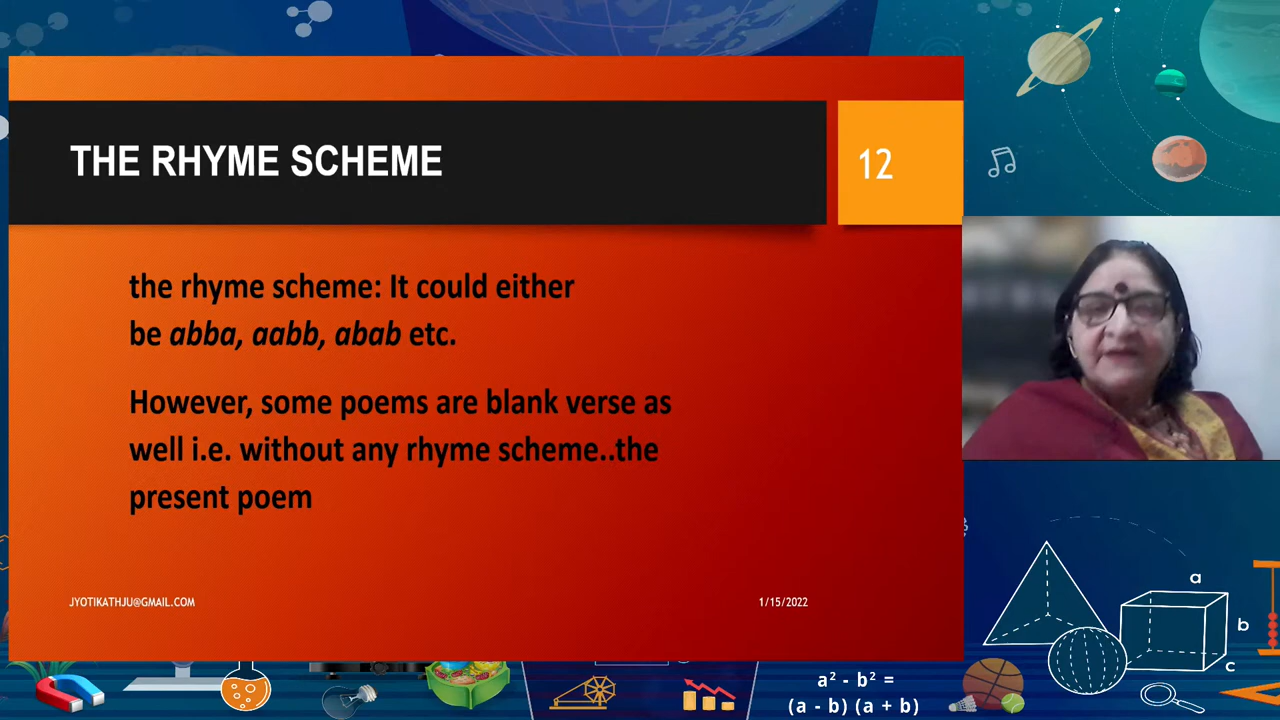 THE RHYME SCHEME
12
the rhyme scheme: It could either
be abba, aabb, abab etc.
However, some poems are blank verse as
well i.e. without any rhyme scheme..the
present poem
JYOTIKATHJU@GMAIL.COM
1/15/2022
a
b
c
a² - b² =
(a - b) (a + b)